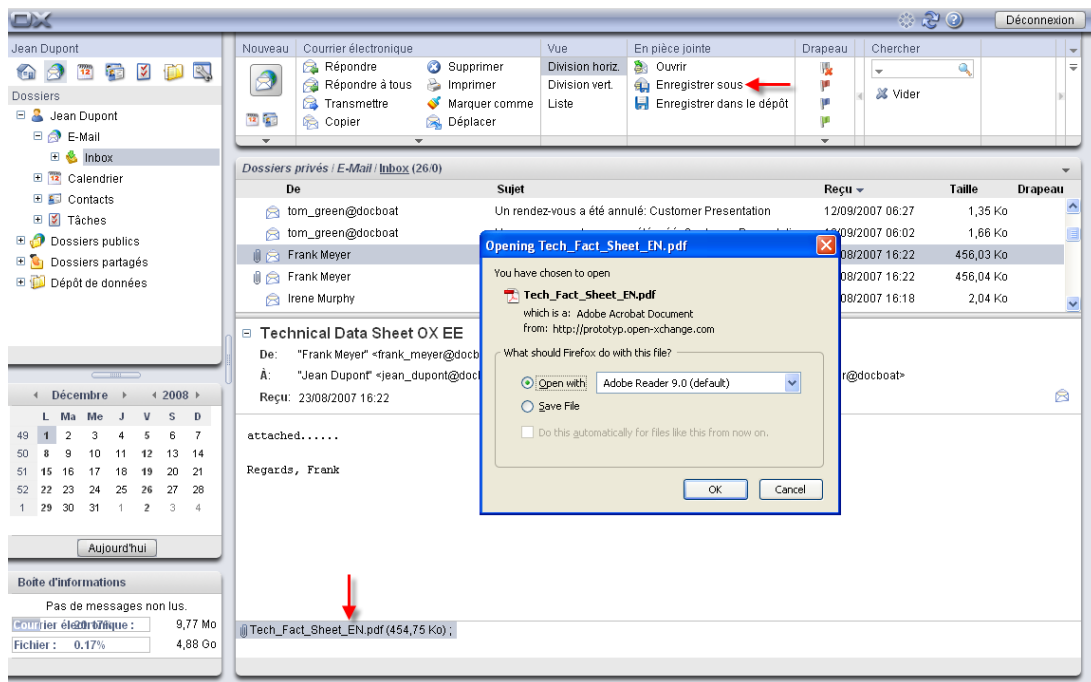 OX
Déconnexion
Jean Dupont
Dossiers
Jean Dupont
E-Mail
Inbox
Calendrier
Contacts
Tâches
Dossiers publics
Dossiers partagés
Dépôt de données
Nouveau
Courrier électronique
Vue
En pièce jointe
Drapeau
Chercher
Répondre
Supprimer
Division horiz.
Ouvrir
Répondre à tous
Imprimer
Division vert.
Enregistrer sous
Transmettre
Marquer comme
Liste
Enregistrer dans le dépôt
Vider
Copier
Déplacer
Dossiers privés / E-Mail / Inbox (26/0)
De Sujet Reçu Taille Drapeau
tom_green@docboat Un rendez-vous a été annulé: Customer Presentation 12/09/2007 06:27 1,35 Ko
tom_green@docboat 09/2007 06:02 1,66 Ko
Frank Meyer 08/2007 16:22 456,03 Ko
Frank Meyer 08/2007 16:22 456,04 Ko
Irene Murphy 08/2007 16:18 2,04 Ko
Opening Tech_Fact_Sheet_EN.pdf
You have chosen to open
Tech_Fact_Sheet_EN.pdf
which is a: Adobe Acrobat Document
from: http://prototyp.open-xchange.com
What should Firefox do with this file?
Open with Adobe Reader 9.0 (default)
Save File
Do this automatically for files like this from now on.
OK Cancel
Technical Data Sheet OX EE
De: "Frank Meyer" <frank_meyer@docb
À: "Jean Dupont" <jean_dupont@docl r@docboat>
Reçu: 23/08/2007 16:22
attached......
Regards, Frank
Tech_Fact_Sheet_EN.pdf (454,75 Ko) ;
Décembre 2008
L Ma Me J V S D
49 1 2 3 4 5 6 7
50 8 9 10 11 12 13 14
51 15 16 17 18 19 20 21
52 22 23 24 25 26 27 28
1 29 30 31 1 2 3 4
Aujourd'hui
Boîte d'informations
Pas de messages non lus.
Courrier électronique : 9,77 Mo
Fichier : 0.17% 4,88 Go